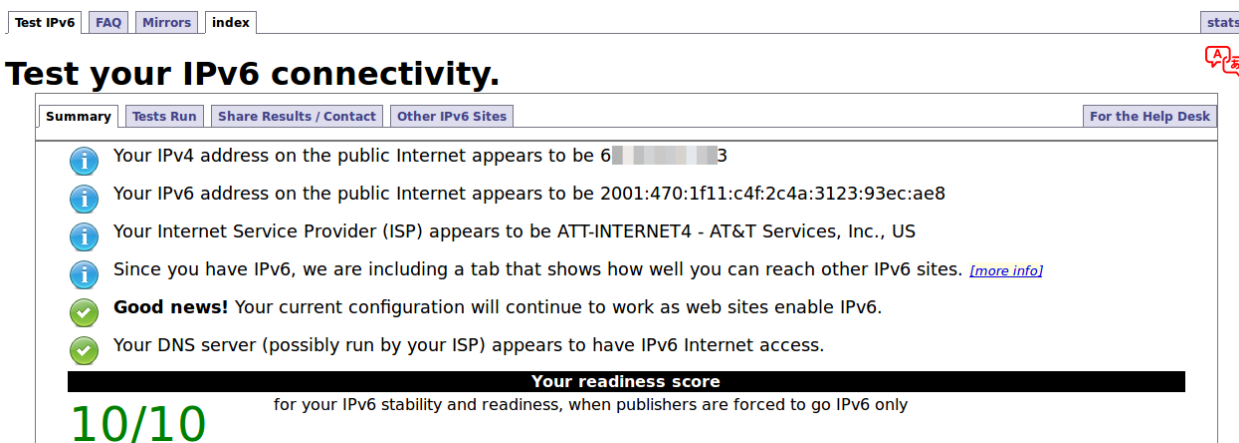 Test IPv6 FAQ Mirrors index stats
Test your IPv6 connectivity.
Summary Tests Run Share Results / Contact Other IPv6 Sites For the Help Desk
Your IPv4 address on the public Internet appears to be 6 3
Your IPv6 address on the public Internet appears to be 2001:470:1f11:c4f:2c4a:3123:93ec:ae8
Your Internet Service Provider (ISP) appears to be ATT-INTERNET4 - AT&T Services, Inc., US
Since you have IPv6, we are including a tab that shows how well you can reach other IPv6 sites. [more info]
Good news! Your current configuration will continue to work as web sites enable IPv6.
Your DNS server (possibly run by your ISP) appears to have IPv6 Internet access.
Your readiness score
10/10 for your IPv6 stability and readiness, when publishers are forced to go IPv6 only